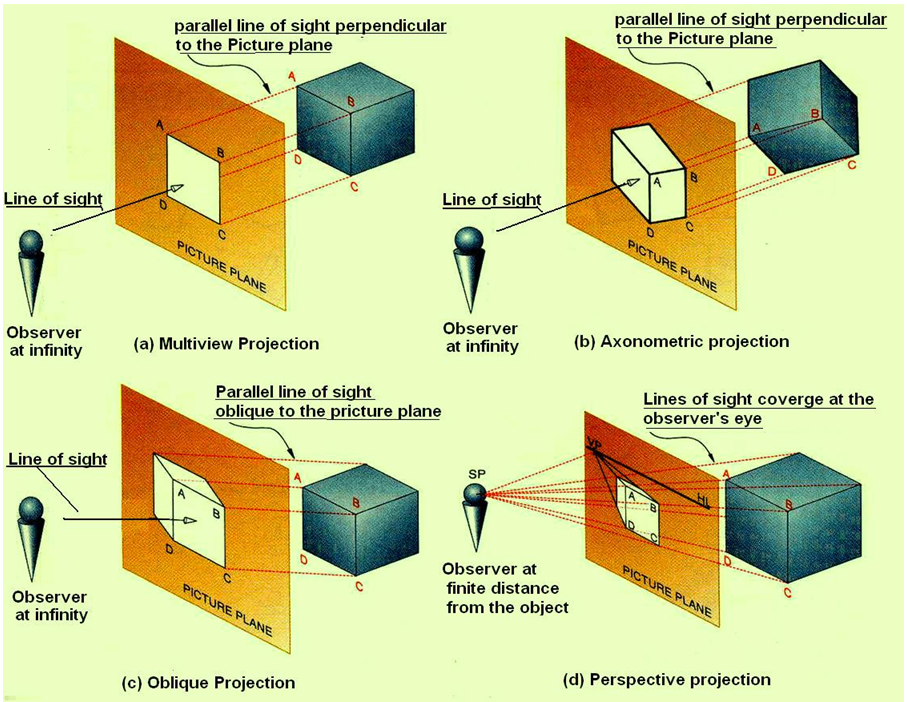 parallel line of sight perpendicular
to the Picture plane
A
B
D
C
A
B
D
C
Line of sight
PICTURE PLANE
Observer
at infinity
(a) Multiview Projection
parallel line of sight perpendicular
to the Picture plane
A
B
D
C
A
B
D
C
Line of sight
PICTURE PLANE
Observer
at infinity
(b) Axonometric projection
Parallel line of sight
oblique to the pricture plane
A
B
D
C
A
B
D
C
Line of sight
PICTURE PLANE
Observer
at infinity
(c) Oblique Projection
Lines of sight coverge at the
observer's eye
VP
SP
HL
A
B
D
C
A
B
D
C
PICTURE PLANE
Observer at
finite distance
from the object
(d) Perspective projection